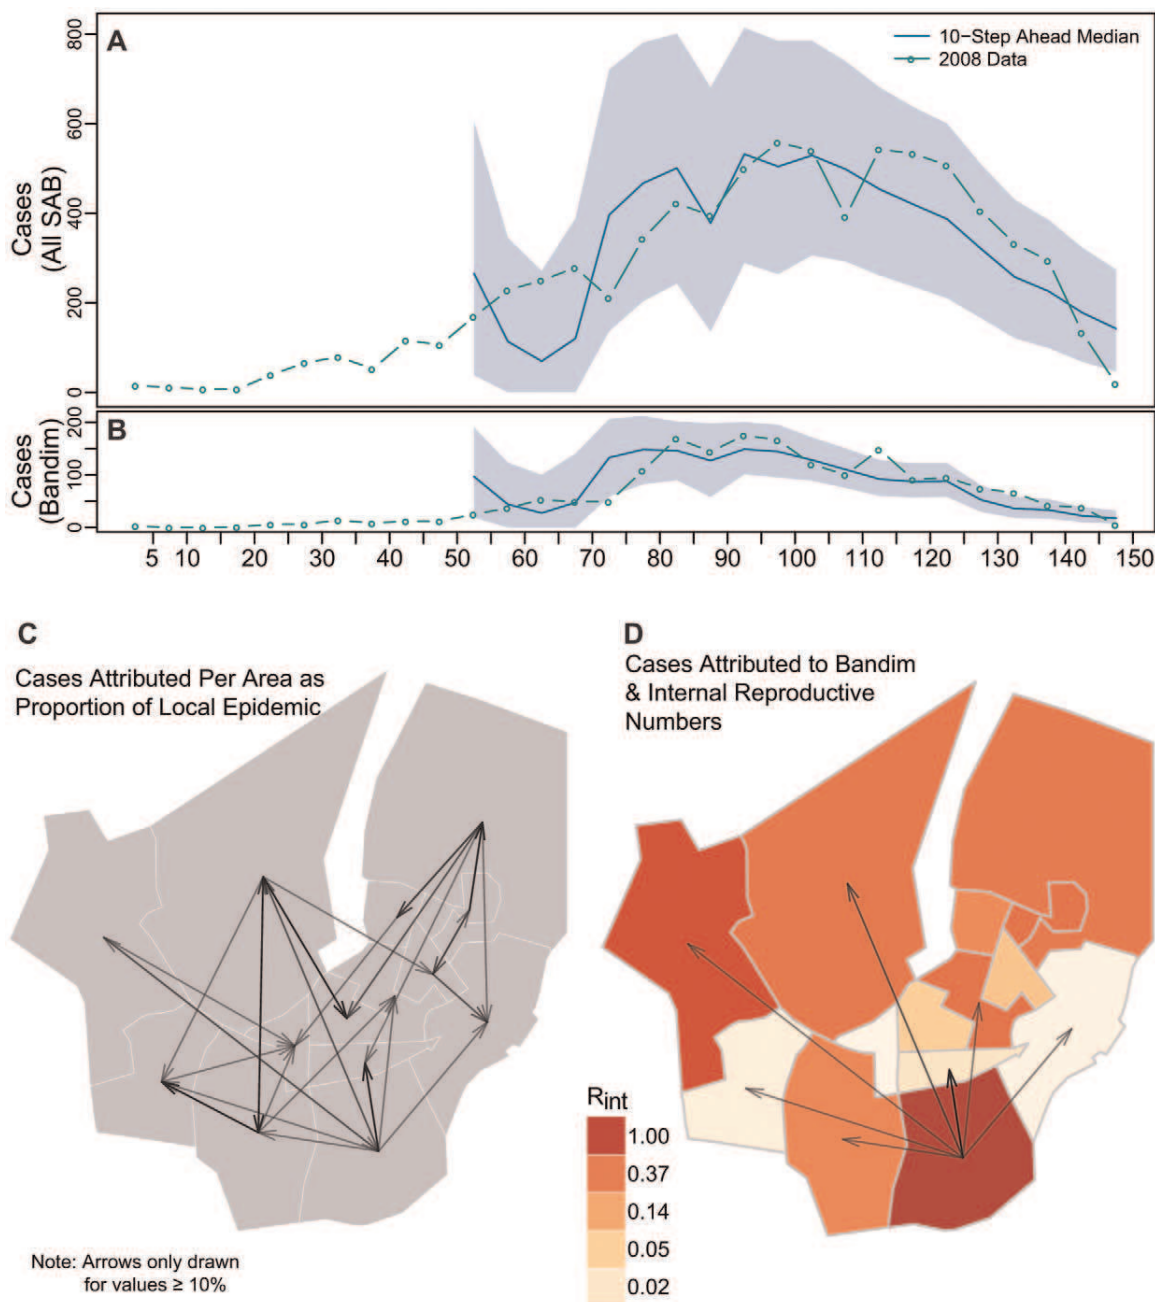 A
10−Step Ahead Median
2008 Data
Cases
(All SAB)
800
600
400
200
0
B
Cases
(Bandim)
200
100
0
5 10 20 30 40 50 60 70 80 90 100 110 120 130 140 150
C
Cases Attributed Per Area as
Proportion of Local Epidemic
Note: Arrows only drawn
for values ≥ 10%
D
Cases Attributed to Bandim
& Internal Reproductive
Numbers
Rint
1.00
0.37
0.14
0.05
0.02